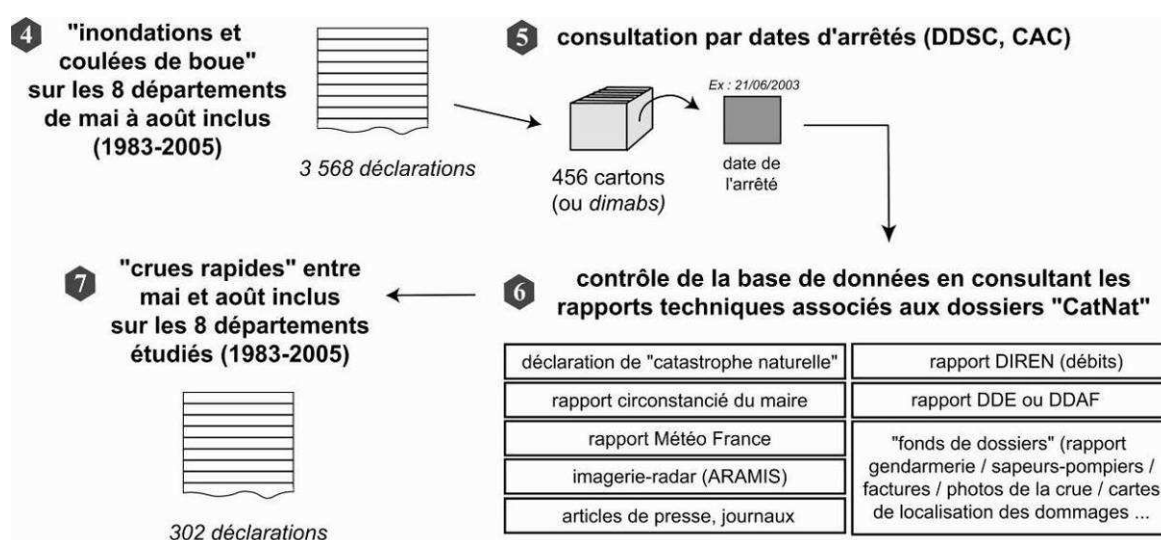 4
"inondations et
coulées de boue"
sur les 8 départements
de mai à août inclus
(1983-2005)
3 568 déclarations
5
consultation par dates d'arrêtés (DDSC, CAC)
Ex : 21/06/2003
456 cartons
(ou dimabs)
date de
l'arrêté
6
contrôle de la base de données en consultant les
rapports techniques associés aux dossiers "CatNat"
déclaration de "catastrophe naturelle"
rapport circonstancié du maire
rapport Météo France
imagerie-radar (ARAMIS)
articles de presse, journaux
rapport DIREN (débits)
rapport DDE ou DDAF
"fonds de dossiers" (rapport
gendarmerie / sapeurs-pompiers /
factures / photos de la crue / cartes
de localisation des dommages ...
7
"crues rapides" entre
mai et août inclus
sur les 8 départements
étudiés (1983-2005)
302 déclarations